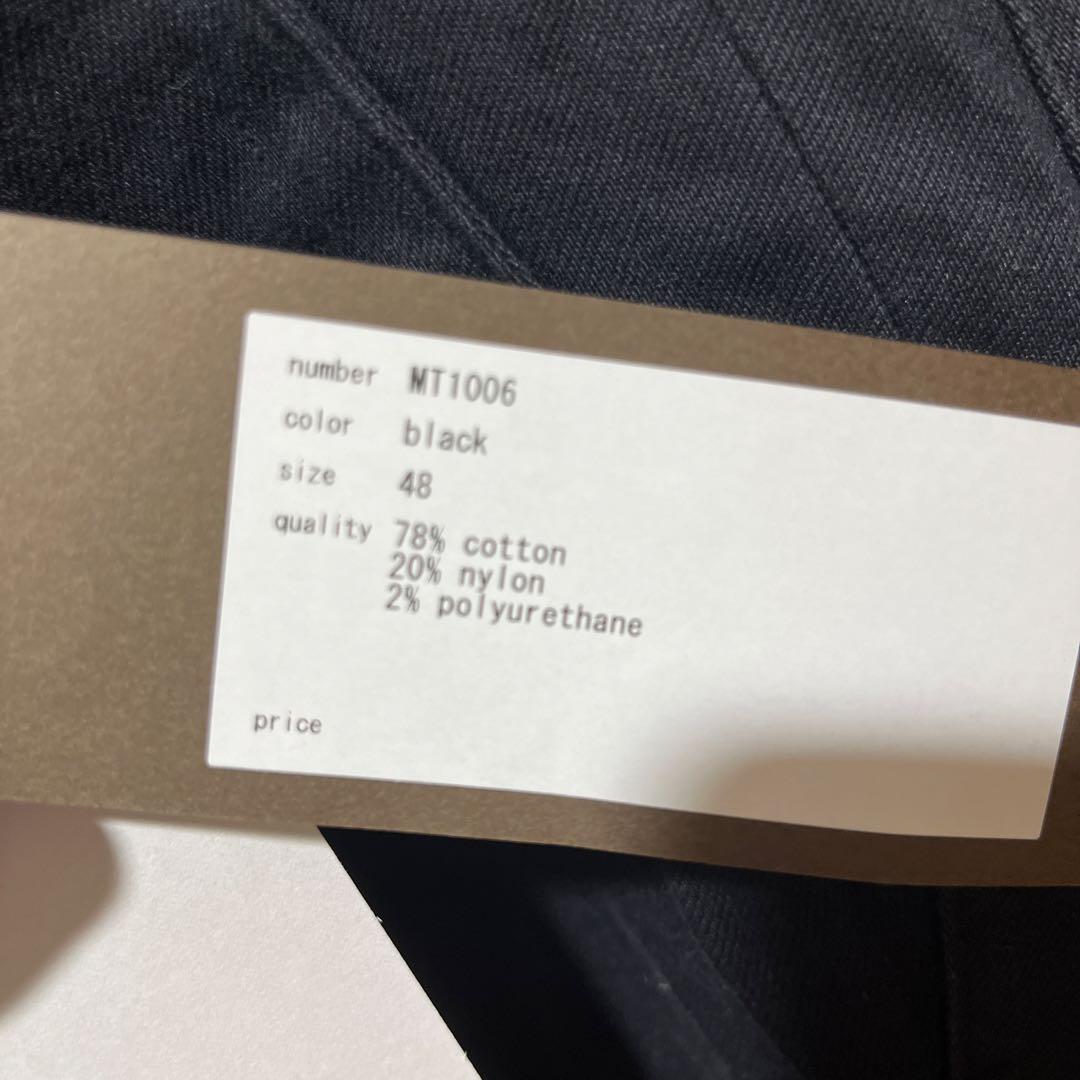 number MT1006
color black
size 48
quality 78% cotton
20% nylon
2% polyurethane
price